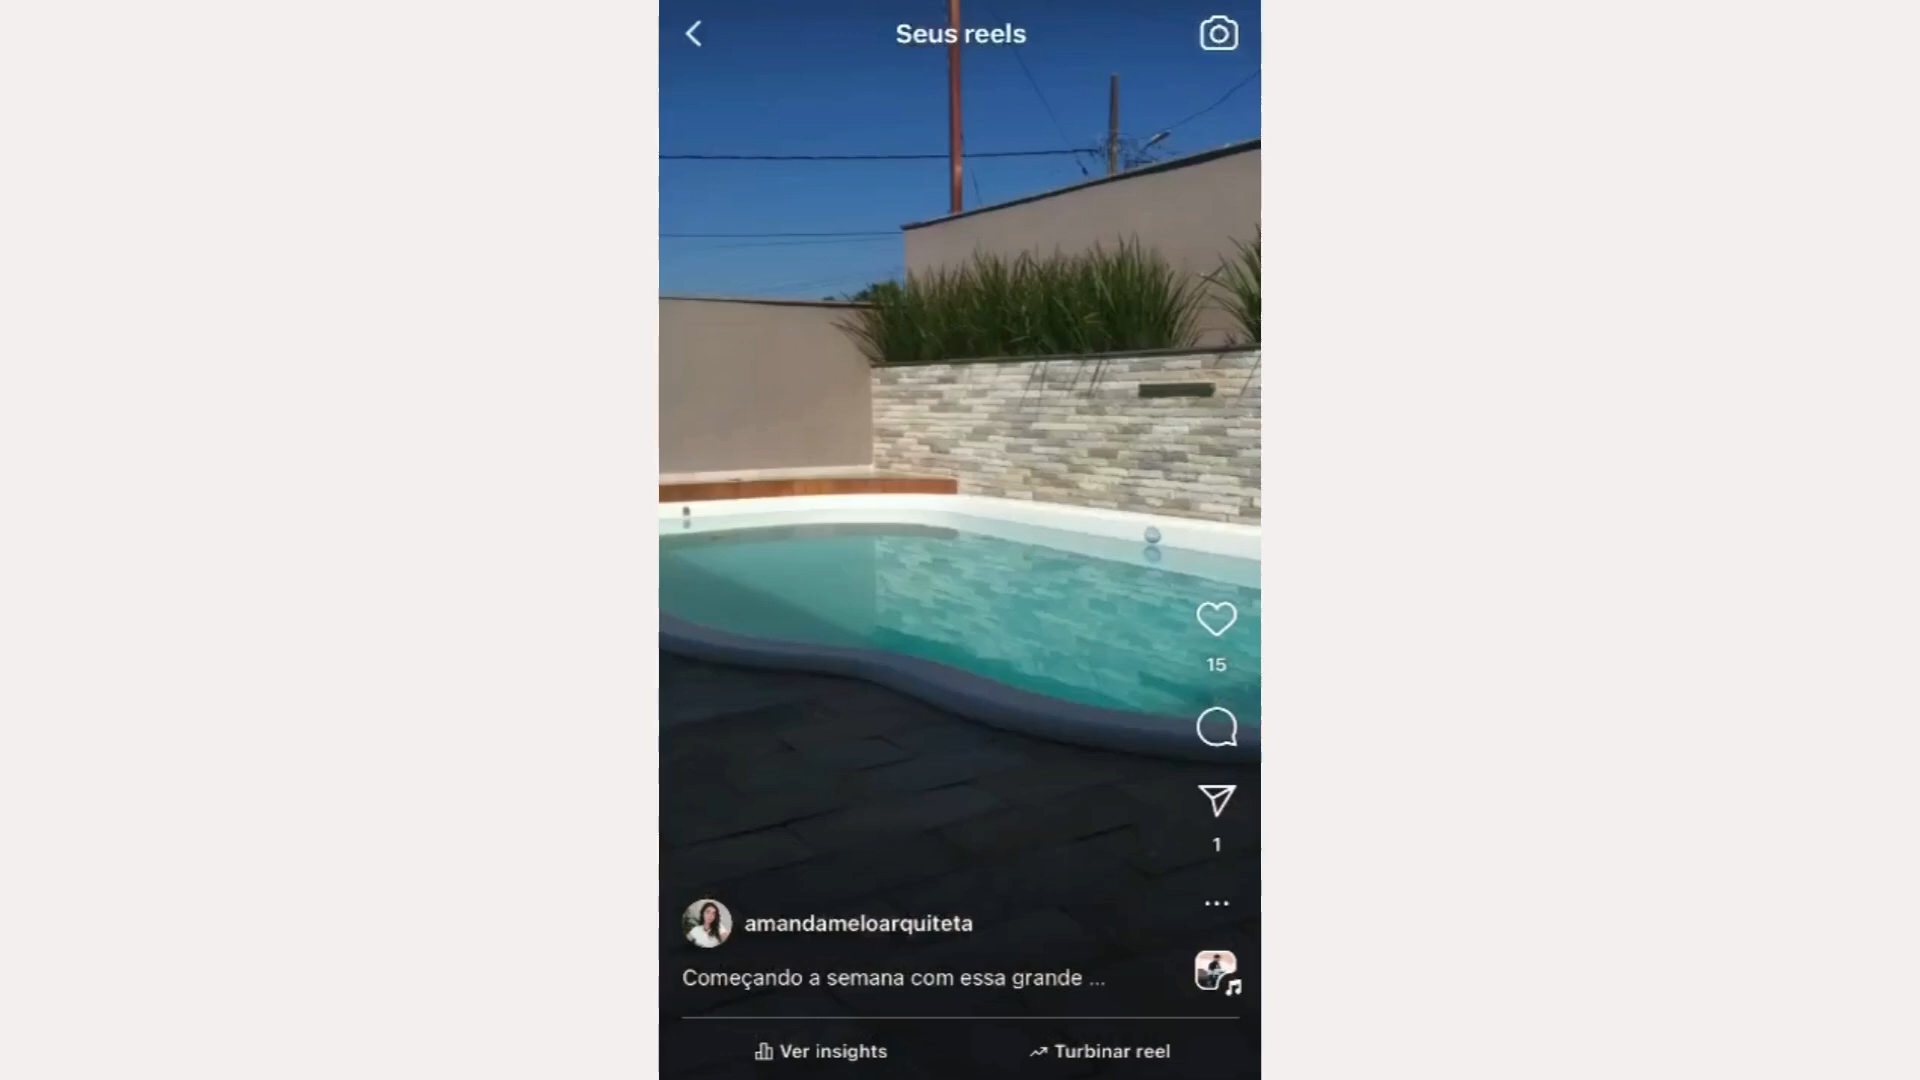 Seus reels
15
1
amandameloarquiteta
Começando a semana com essa grande ...
Ver insights
Turbinar reel